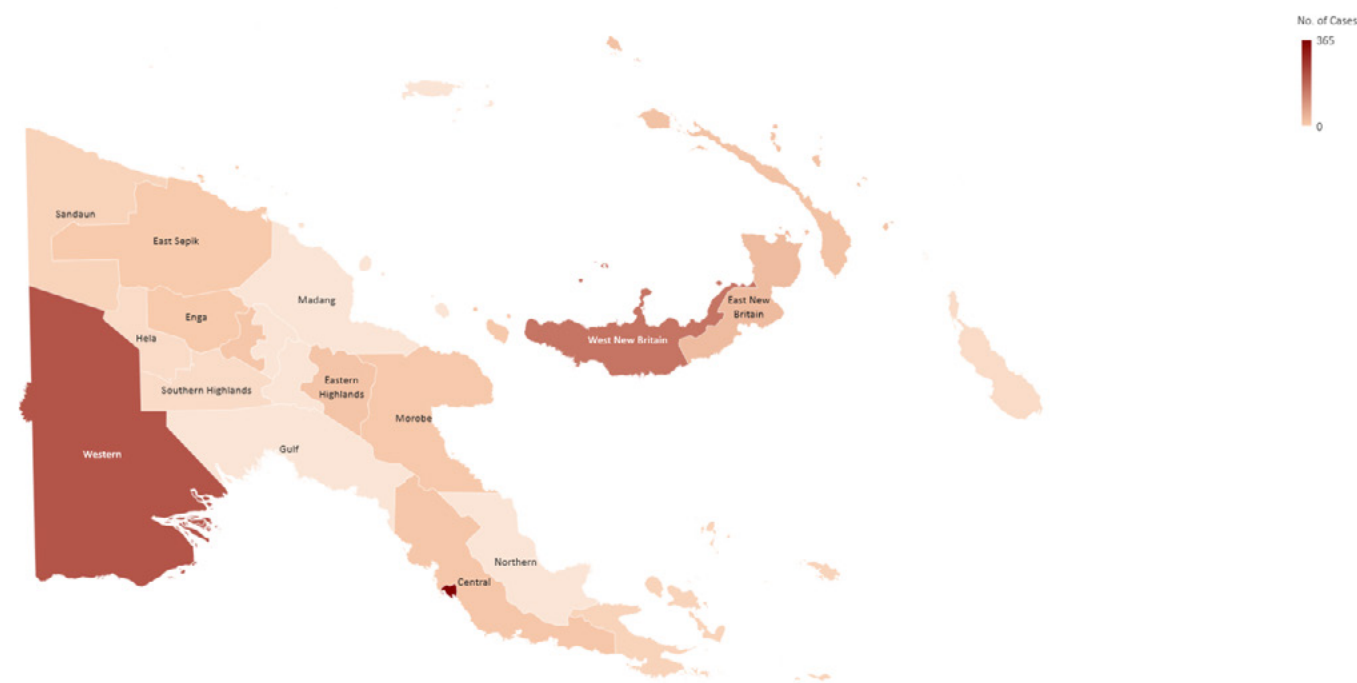 No. of Cases
365
0
Sandaun
East Sepik
Madang
Enga
Hela
East New
Britain
West New Britain
Southern Highlands
Eastern
Highlands
Morobe
Gulf
Western
Northern
Central